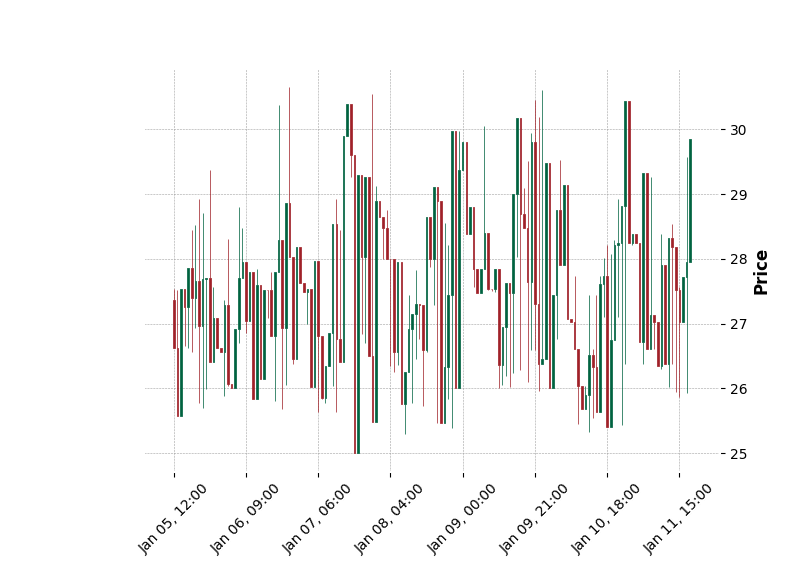 30
29
28
27
26
25
Price
Jan 05, 12:00
Jan 06, 09:00
Jan 07, 06:00
Jan 08, 04:00
Jan 09, 00:00
Jan 09, 21:00
Jan 10, 18:00
Jan 11, 15:00